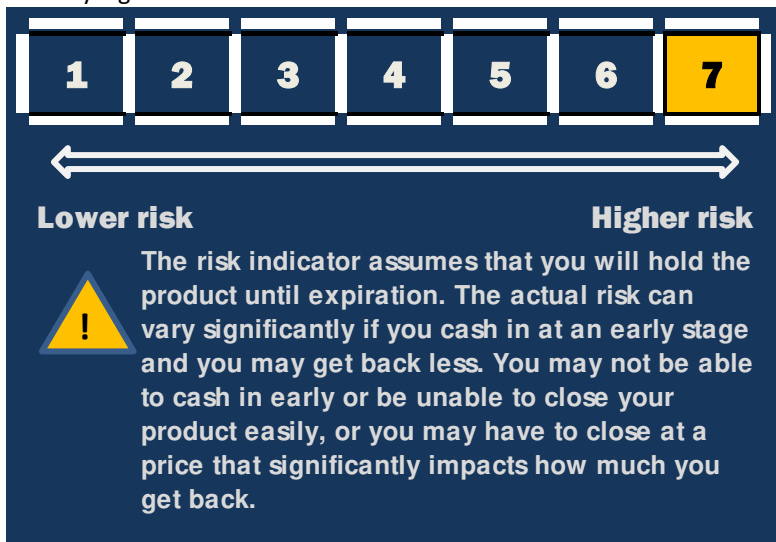 1 2 3 4 5 6 7
Lower risk Higher risk
The risk indicator assumes that you will hold the
product until expiration. The actual risk can
! vary significantly if you cash in at an early stage
and you may get back less. You may not be able
to cash in early or be unable to close your
product easily, or you may have to close at a
price that significantly impacts how much you
get back.